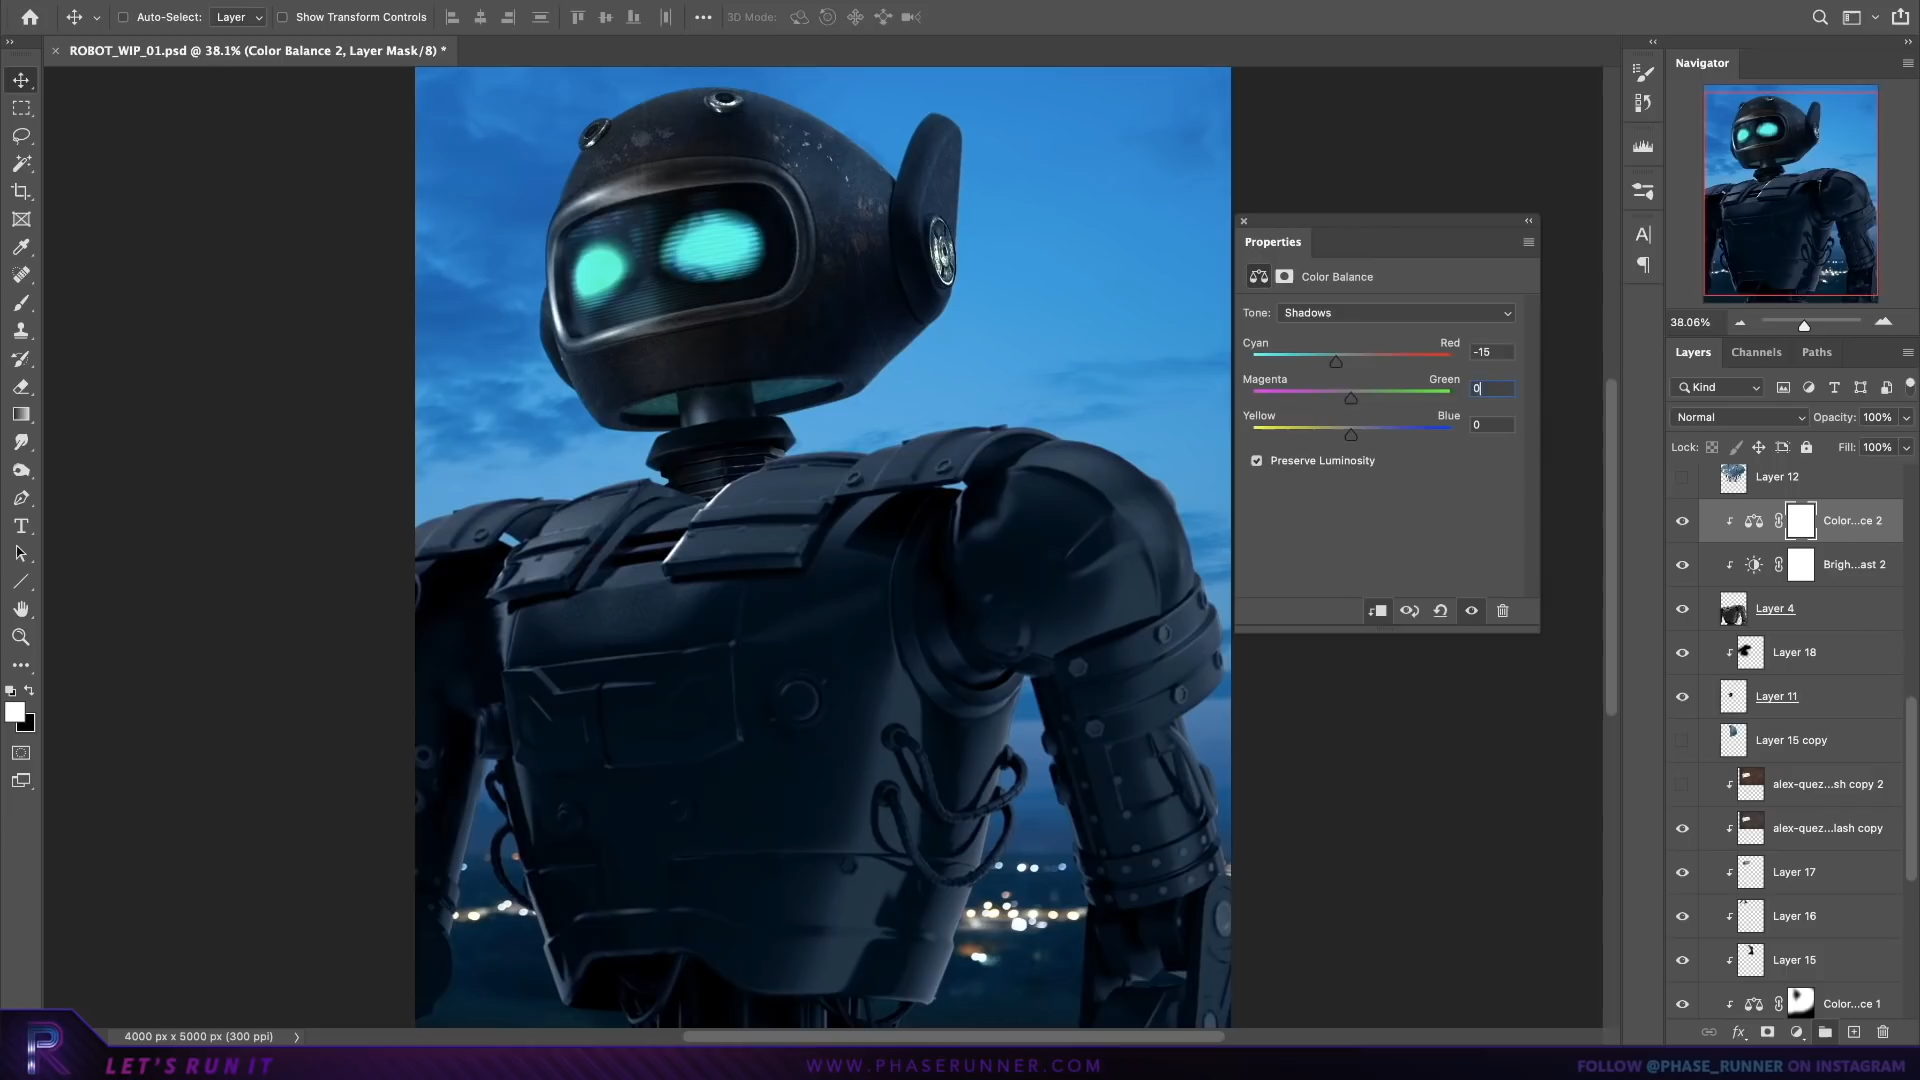 Auto-Select: Layer Show Transform Controls 3D Mode:
ROBOT_WIP_01.psd @ 38.1% (Color Balance 2, Layer Mask/8) *
Navigator
38.06%
Properties
Color Balance
Tone: Shadows
Cyan Red -15
Magenta Green 0
Yellow Blue 0
Preserve Luminosity
Layers Channels Paths
Kind
Normal Opacity: 100%
Lock: Fill: 100%
Layer 12
Color...ce 2
Brigh...ast 2
Layer 4
Layer 18
Layer 11
Layer 15 copy
alex-quez...sh copy 2
alex-quez...lash copy
Layer 17
Layer 16
Layer 15
Color...ce 1
4000 px x 5000 px (300 ppi)
LET'S RUN IT
WWW.PHASERUNNER.COM
FOLLOW @PHASE_RUNNER ON INSTAGRAM